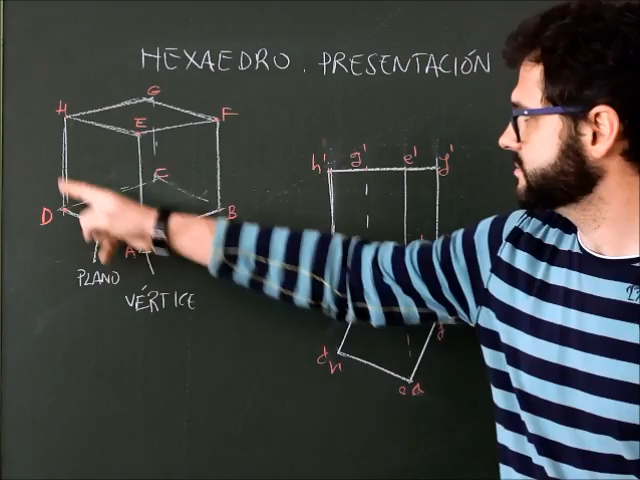 HEXAEDRO. PRESENTACIÓN
G
H
F
E
C
D
B
A
PLANO
VÉRTICE
h' g' e' f'
d
h
e a